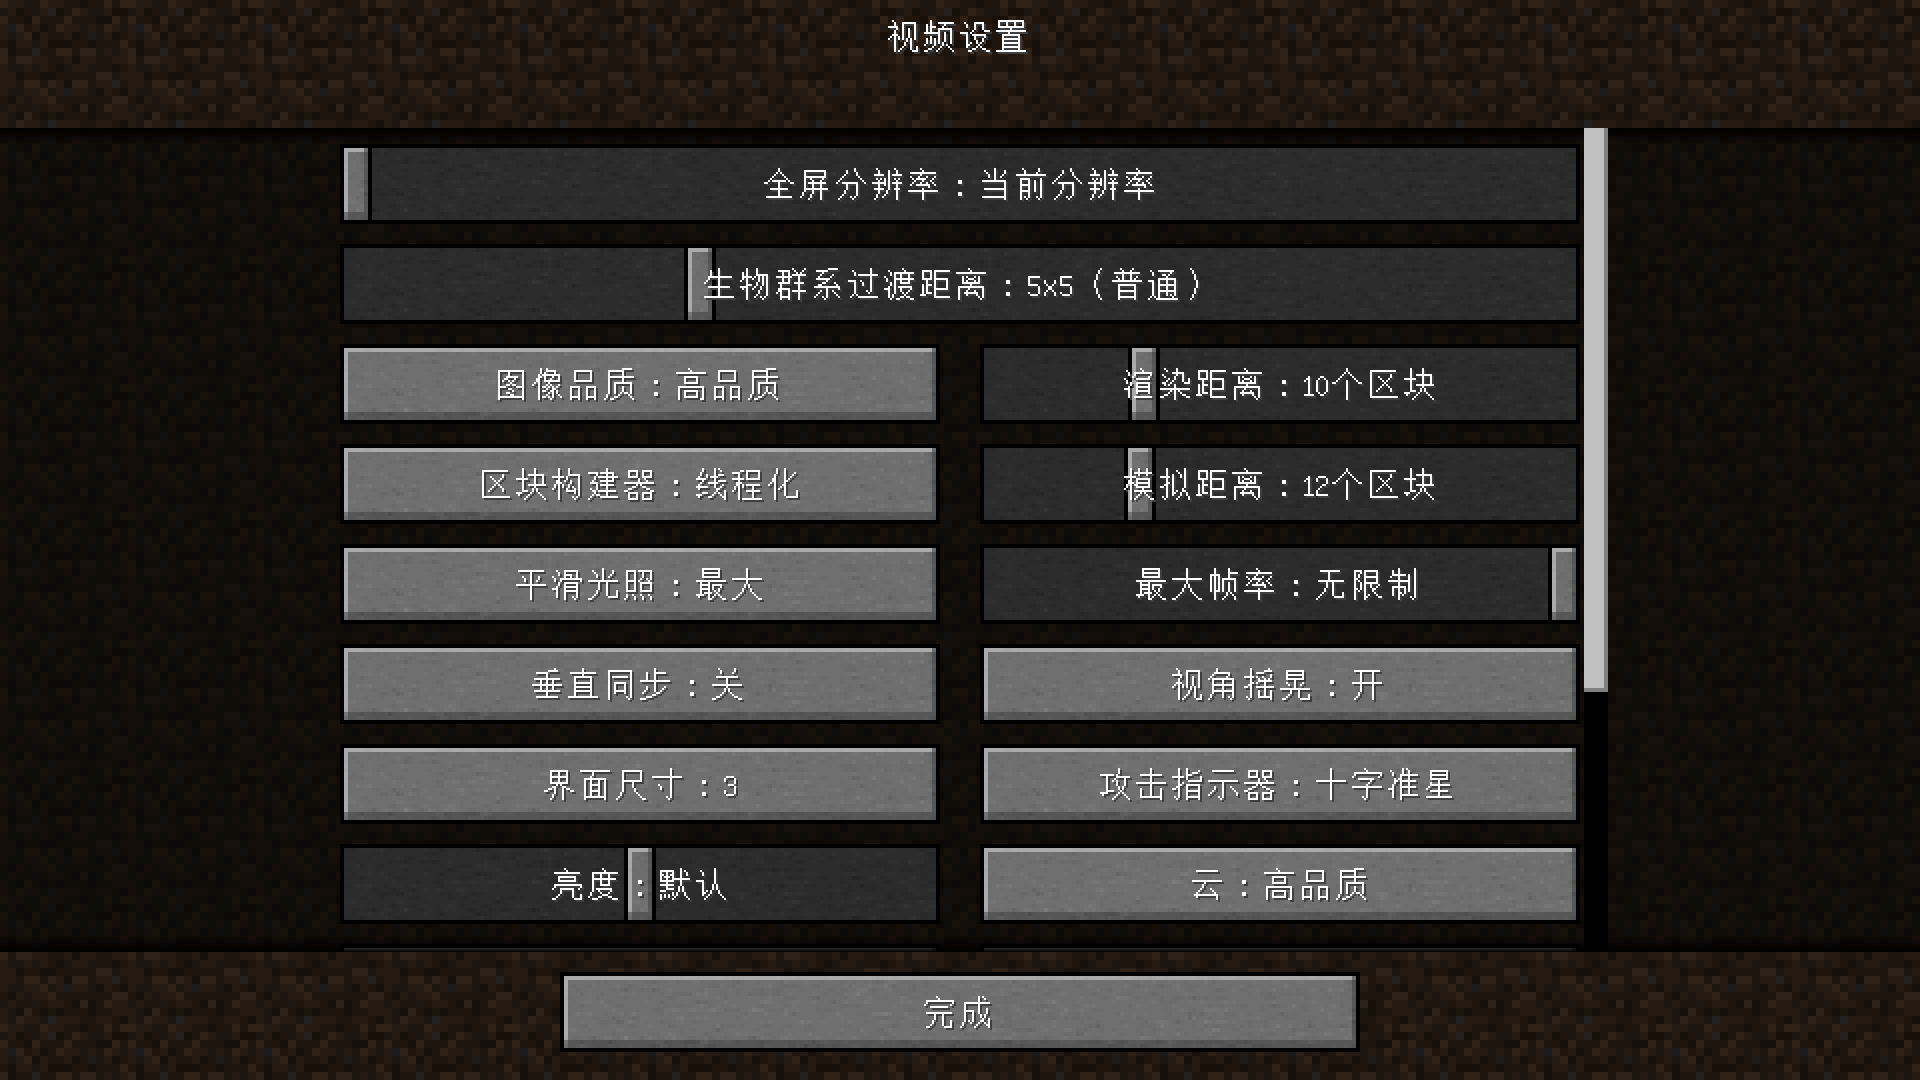 视频设置
全屏分辨率：当前分辨率
生物群系过渡距离：5x5（普通）
图像品质：高品质
渲染距离：10个区块
区块构建器：线程化
模拟距离：12个区块
平滑光照：最大
最大帧率：无限制
垂直同步：关
视角摇晃：开
界面尺寸：3
攻击指示器：十字准星
亮度：默认
云：高品质
完成